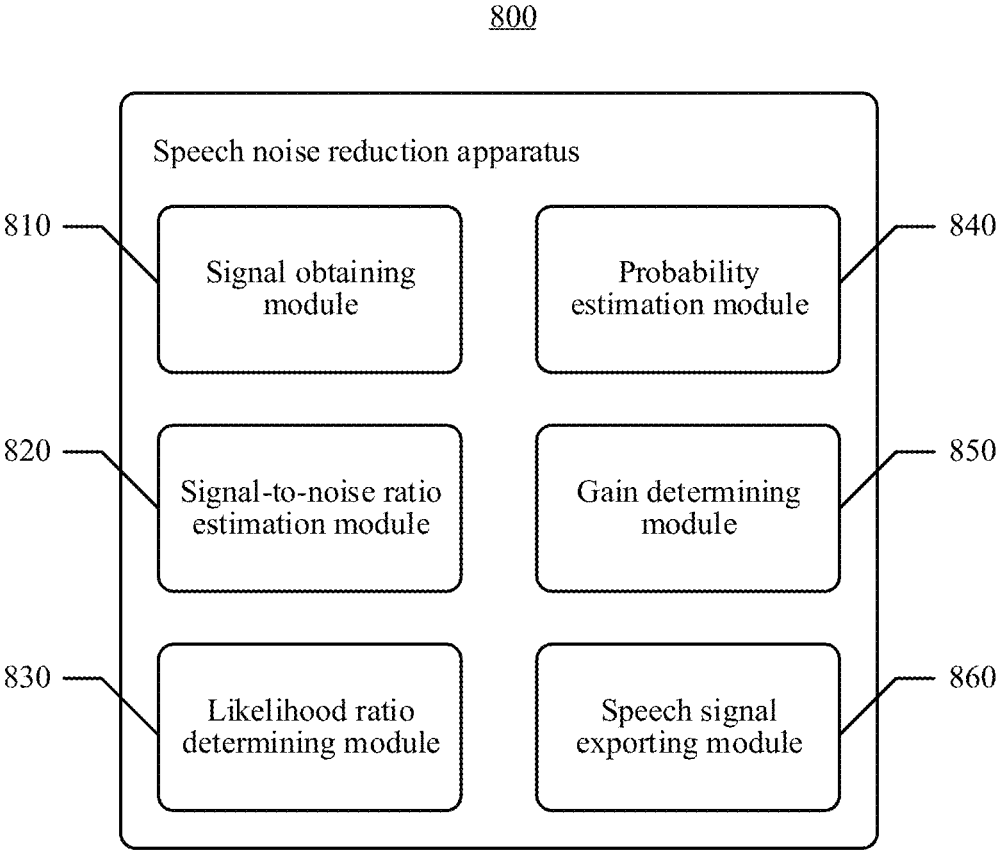 800
Speech noise reduction apparatus
810
Signal obtaining
module
840
Probability
estimation module
820
Signal-to-noise ratio
estimation module
850
Gain determining
module
830
Likelihood ratio
determining module
860
Speech signal
exporting module